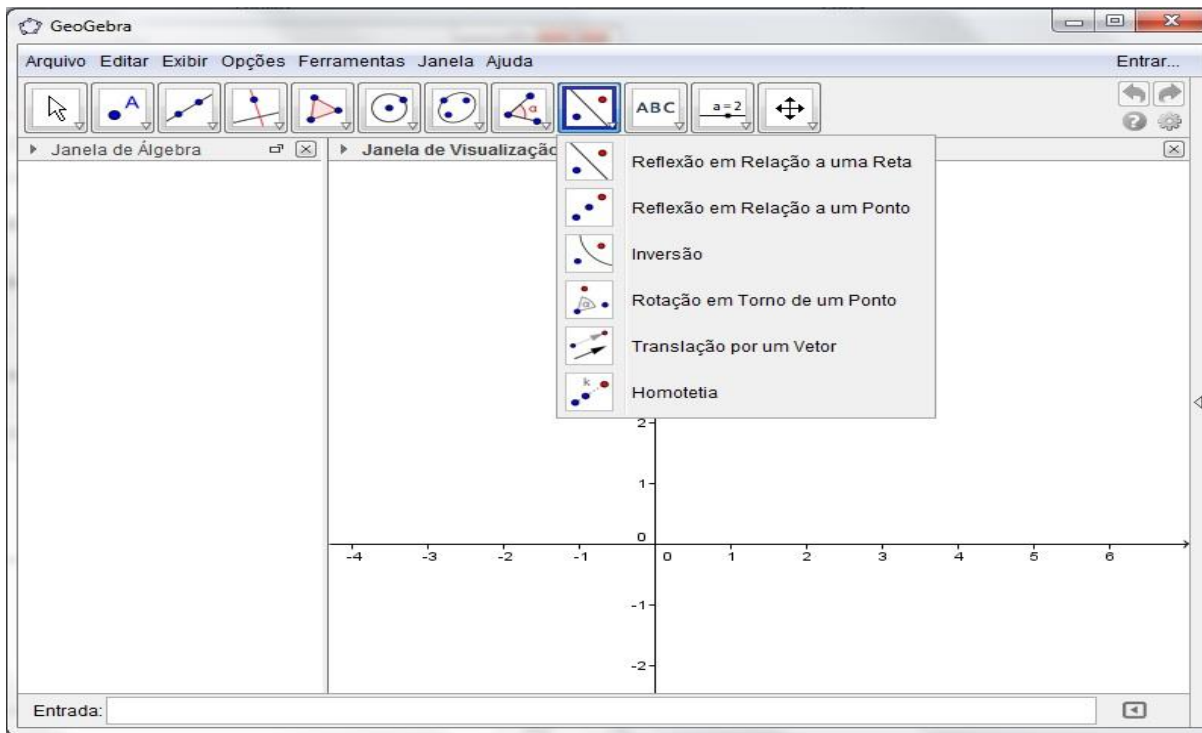 GeoGebra
Arquivo Editar Exibir Opções Ferramentas Janela Ajuda Entrar...
A α ABC a=2
Janela de Álgebra Janela de Visualização
Reflexão em Relação a uma Reta
Reflexão em Relação a um Ponto
Inversão
α Rotação em Torno de um Ponto
Translação por um Vetor
k Homotetia
2
1
0
-4 -3 -2 -1 0 1 2 3 4 5 6
-1
-2
Entrada: